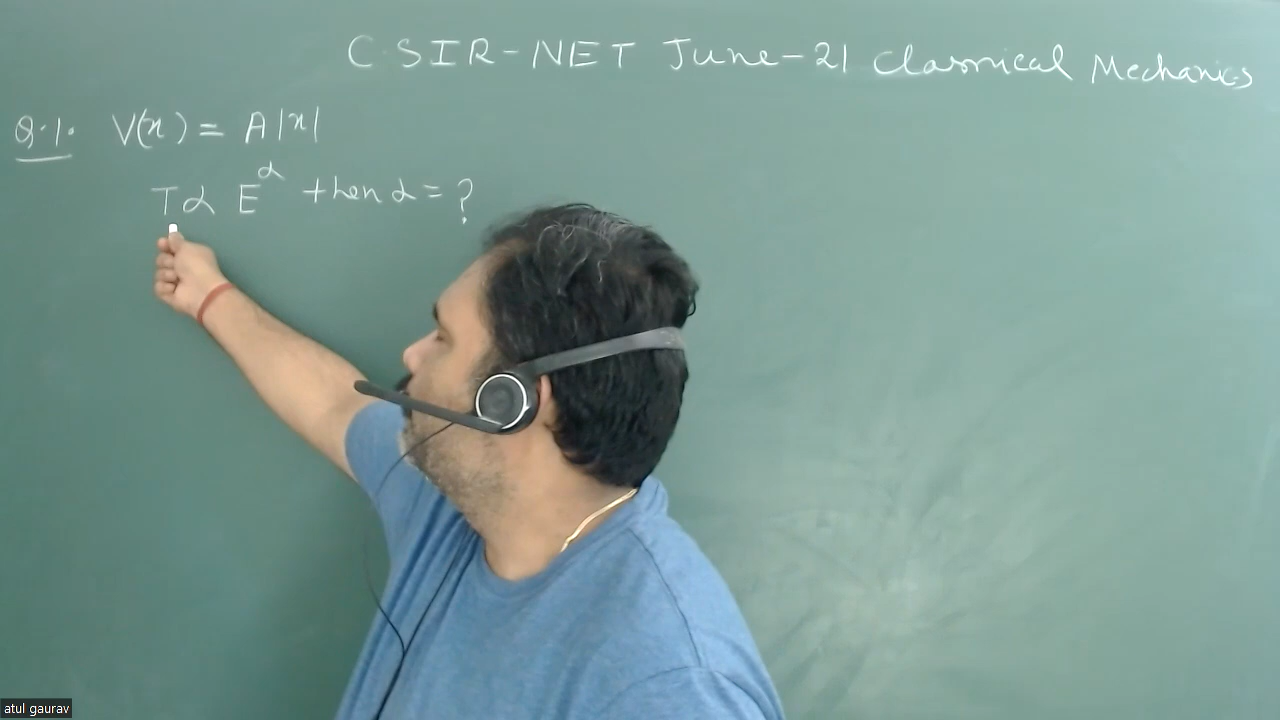 CSIR-NET June-21 Classical Mechanics
Q.1. V(x) = A|x|
T∝ E^α then α = ?
atul gaurav